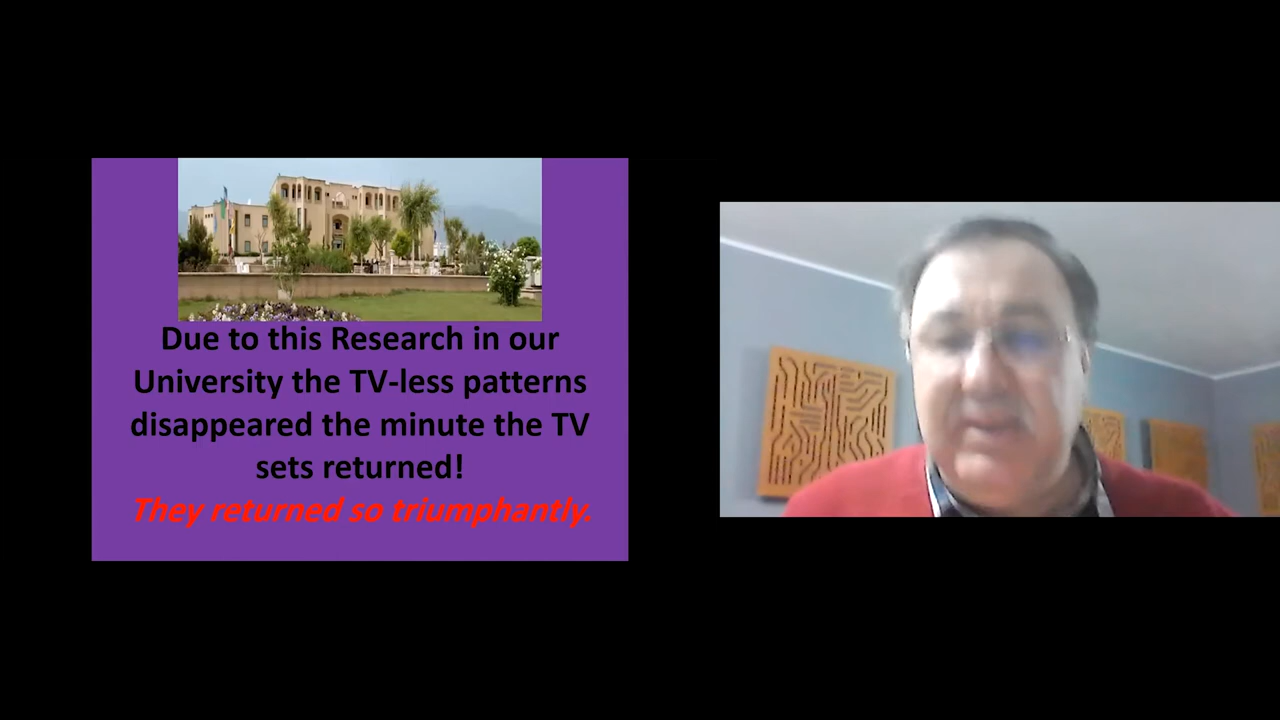 Due to this Research in our
University the TV-less patterns
disappeared the minute the TV
sets returned!
They returned so triumphantly.